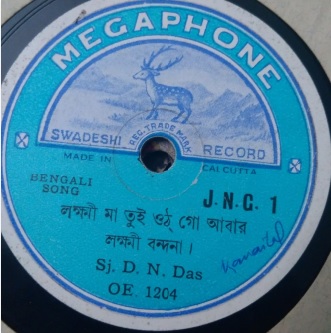 MEGAPHONE
SWADESHI RECORD
REG. TRADE MARK
MADE IN CALCUTTA
BENGALI
SONG
J.N.G. 1
লক্ষ্মী মা তুই ওঠ্ গো আবার
লক্ষ্মী বন্দনা।
Sj. D. N. Das
OE. 1204